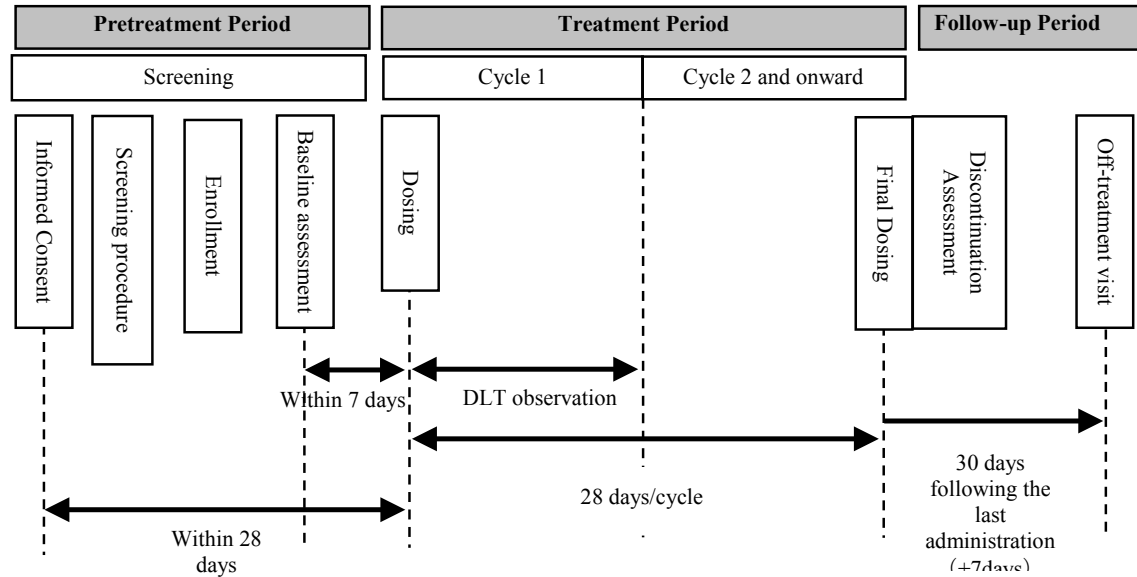 Pretreatment Period
Treatment Period
Follow-up Period
Screening
Cycle 1
Cycle 2 and onward
Informed Consent
Screening procedure
Enrollment
Baseline assessment
Dosing
Final Dosing
Discontinuation
Assessment
Off-treatment visit
Within 7 days
DLT observation
28 days/cycle
Within 28
days
30 days
following the
last
administration
(+7days)